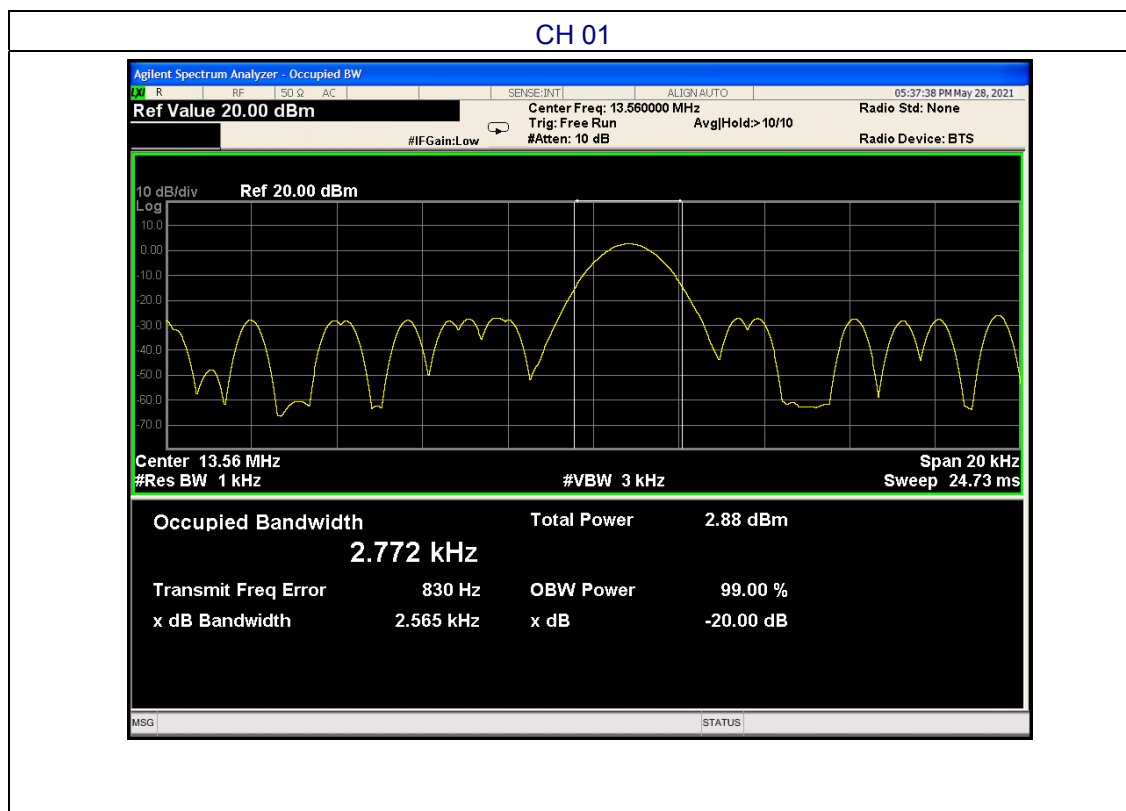 CH 01
Agilent Spectrum Analyzer - Occupied BW
LXI R RF 50 Ω AC SENSE:INT ALIGN AUTO 05:37:38 PM May 28, 2021
Ref Value 20.00 dBm
Center Freq: 13.560000 MHz
Radio Std: None
Trig: Free Run
Avg|Hold:>10/10
#IFGain:Low
#Atten: 10 dB
Radio Device: BTS
10 dB/div
Ref 20.00 dBm
Log
10.0
0.00
-10.0
-20.0
-30.0
-40.0
-50.0
-60.0
-70.0
Center 13.56 MHz
Span 20 kHz
#Res BW 1 kHz
#VBW 3 kHz
Sweep 24.73 ms
Occupied Bandwidth
Total Power 2.88 dBm
2.772 kHz
Transmit Freq Error 830 Hz
OBW Power 99.00 %
x dB Bandwidth 2.565 kHz
x dB -20.00 dB
MSG
STATUS